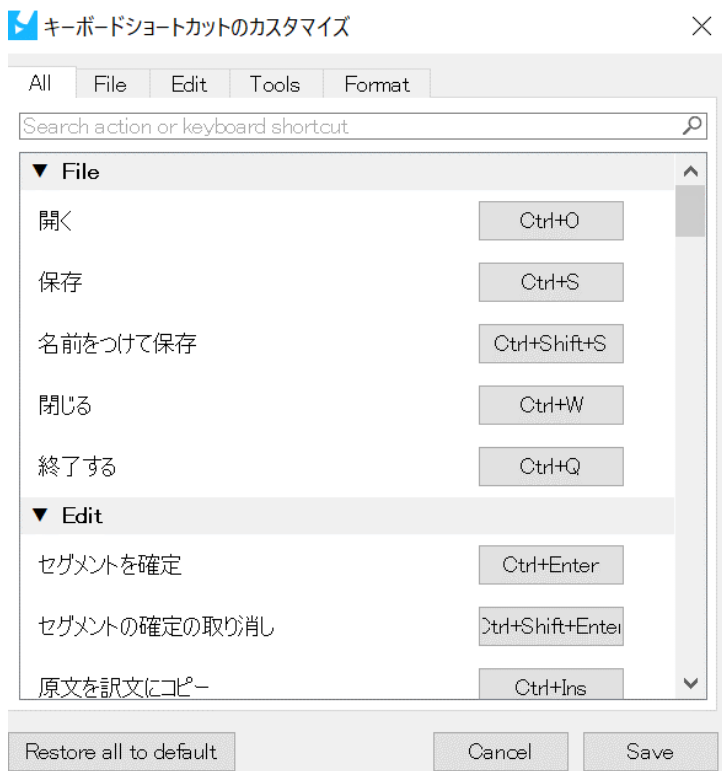 キーボードショートカットのカスタマイズ
All File Edit Tools Format
Search action or keyboard shortcut
▼ File
開く Ctrl+O
保存 Ctrl+S
名前をつけて保存 Ctrl+Shift+S
閉じる Ctrl+W
終了する Ctrl+Q
▼ Edit
セグメントを確定 Ctrl+Enter
セグメントの確定の取り消し Ctrl+Shift+Enter
原文を訳文にコピー Ctrl+Ins
Restore all to default Cancel Save